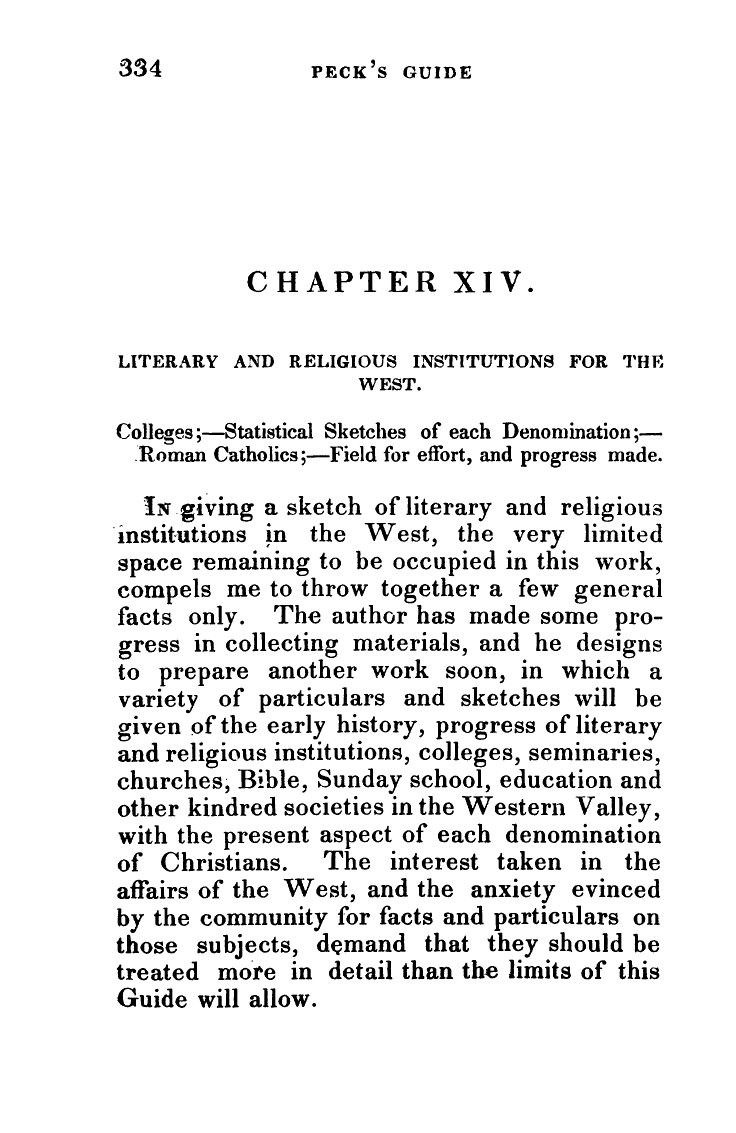 334 PECK'S GUIDE
CHAPTER XIV.
LITERARY AND RELIGIOUS INSTITUTIONS FOR THE
WEST.
Colleges;—Statistical Sketches of each Denomination;—
Roman Catholics;—Field for effort, and progress made.
IN giving a sketch of literary and religious
institutions in the West, the very limited
space remaining to be occupied in this work,
compels me to throw together a few general
facts only. The author has made some pro-
gress in collecting materials, and he designs
to prepare another work soon, in which a
variety of particulars and sketches will be
given of the early history, progress of literary
and religious institutions, colleges, seminaries,
churches, Bible, Sunday school, education and
other kindred societies in the Western Valley,
with the present aspect of each denomination
of Christians. The interest taken in the
affairs of the West, and the anxiety evinced
by the community for facts and particulars on
those subjects, demand that they should be
treated more in detail than the limits of this
Guide will allow.